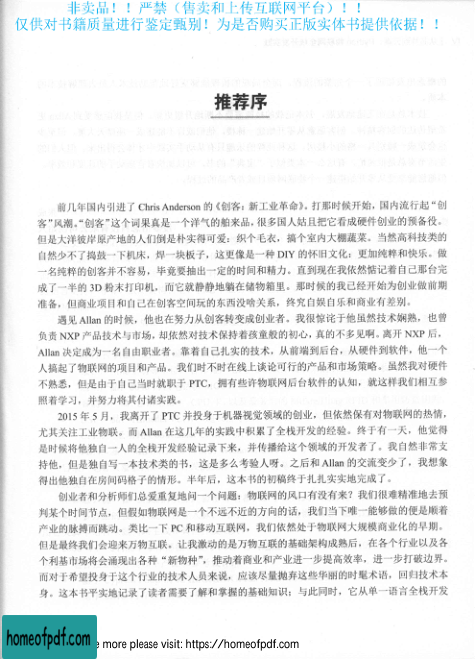 非卖品！！严禁（售卖和上传互联网平台）！！
仅供对书籍质量进行鉴定甄别！为是否购买正版实体书提供依据！！
推荐序
前几年国内引进了 Chris Anderson 的《创客：新工业革命》，打那时候开始，国内流行起“创
客”风潮。“创客”这个词果真是一个洋气的舶来品，很多国人姑且把它看成硬件创业的预备役。
但是大洋彼岸原产地的人们倒是朴实得可爱：织个毛衣，搞个室内大棚蔬菜。当然高科技类的
自然少不了捣鼓一下机床，焊一块板子，这更像是一种 DIY 的怀旧文化：更加纯粹和快乐。做
一名纯粹的创客并不容易，毕竟要抽出一定的时间和精力。直到现在我依然惦记着自己那台完
成了一半的 3D 粉末打印机，而它就静静地躺在储物箱里。那时候的我已经开始为创业做前期
准备，但商业项目和自己在创客空间玩的东西没啥关系，终究自娱自乐和商业有差别。
遇见 Allan 的时候，他也在努力从创客转变成创业者。我很惊诧于他虽然技术娴熟，也曾
负责 NXP 产品技术与市场，却依然对技术保持着孩童般的初心，真的不多见啊。离开 NXP 后，
Allan 决定成为一名自由职业者。靠着自己扎实的技术，从前端到后台，从硬件到软件，他一个
人搞起了物联网的项目和产品。我们时不时在线上谈论可行的产品和市场策略。虽然我对硬件
不熟悉，但是由于自己当时就职于 PTC，拥有些许物联网后台软件的认知，就这样我们相互参
照着学习，并努力将其付诸实践。
2015 年 5 月，我离开了 PTC 并投身于机器视觉领域的创业，但依然保有对物联网的热情，
尤其关注工业物联。而 Allan 在这几年的实践中积累了全栈开发的经验。终于有一天，他觉得
是时候将他独自一人的全栈开发经验记录下来，并传播给这个领域的开发者了。我自然非常支
持他，但是独自写一本技术类的书，这是多么考验人呀。之后和 Allan 的交流变少了，我想象
得出他独自在房间码格子的情形。半年后，这本书的初稿终于扎扎实实地完成了。
创业者和分析师们总爱重复地问一个问题：物联网的风口有没有来？我们很难精准地去预
判某个时间节点，但假如物联网是一个不远不近的方向的话，我们当下唯一能够做的便是顺着
产业的脉搏而跳动。类比一下 PC 和移动互联网，我们依然处于物联网大规模商业化的早期。
但是最终我们会迎来万物互联。让我激动的是万物互联的基础架构成熟后，在各个行业以及各
个利基市场将会涌现出各种“新物种”，推动着商业和产业进一步提高效率，进一步打破边界。
而对于希望投身于这个行业的技术人员来说，应该尽量抛弃这些华丽的时髦术语，回归技术本
身。这本书平实地记录了读者需要了解和掌握的基础知识；与此同时，它从单一语言全栈开发
homeofpdf.com
e more please visit: https://homeofpdf.com